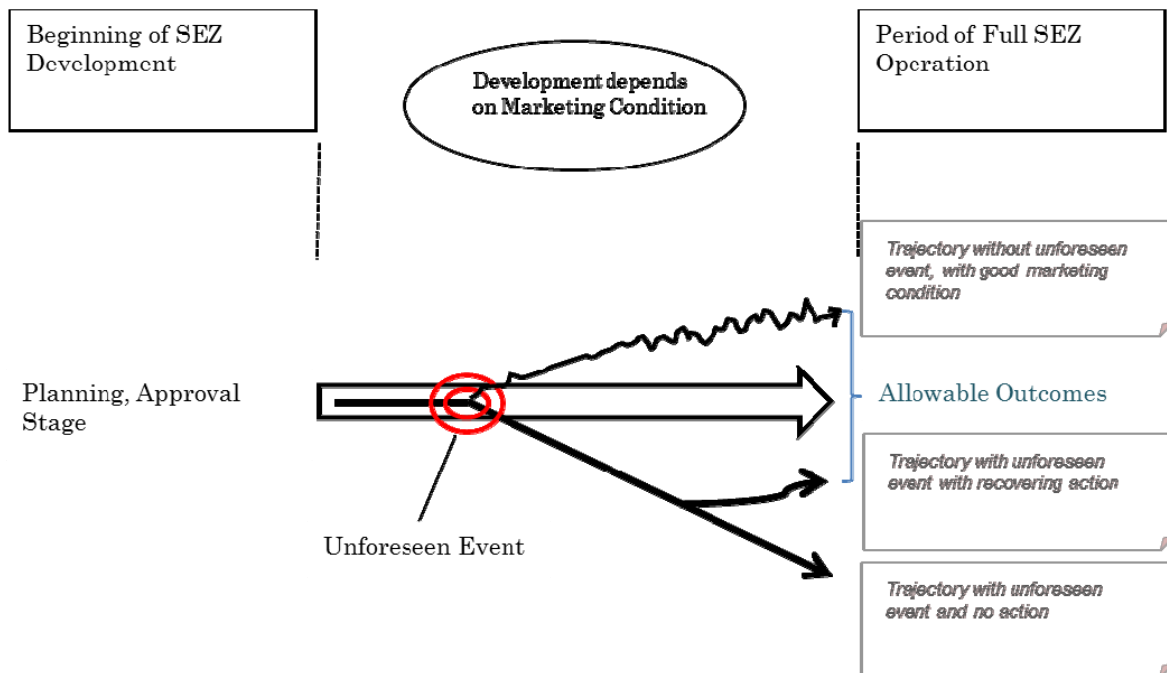 Beginning of SEZ
Development
Development depends
on Marketing Condition
Period of Full SEZ
Operation
Trajectory without unforeseen
event, with good marketing
condition
Planning, Approval
Stage
Allowable Outcomes
Trajectory with unforeseen
event with recovering action
Unforeseen Event
Trajectory with unforeseen
event and no action